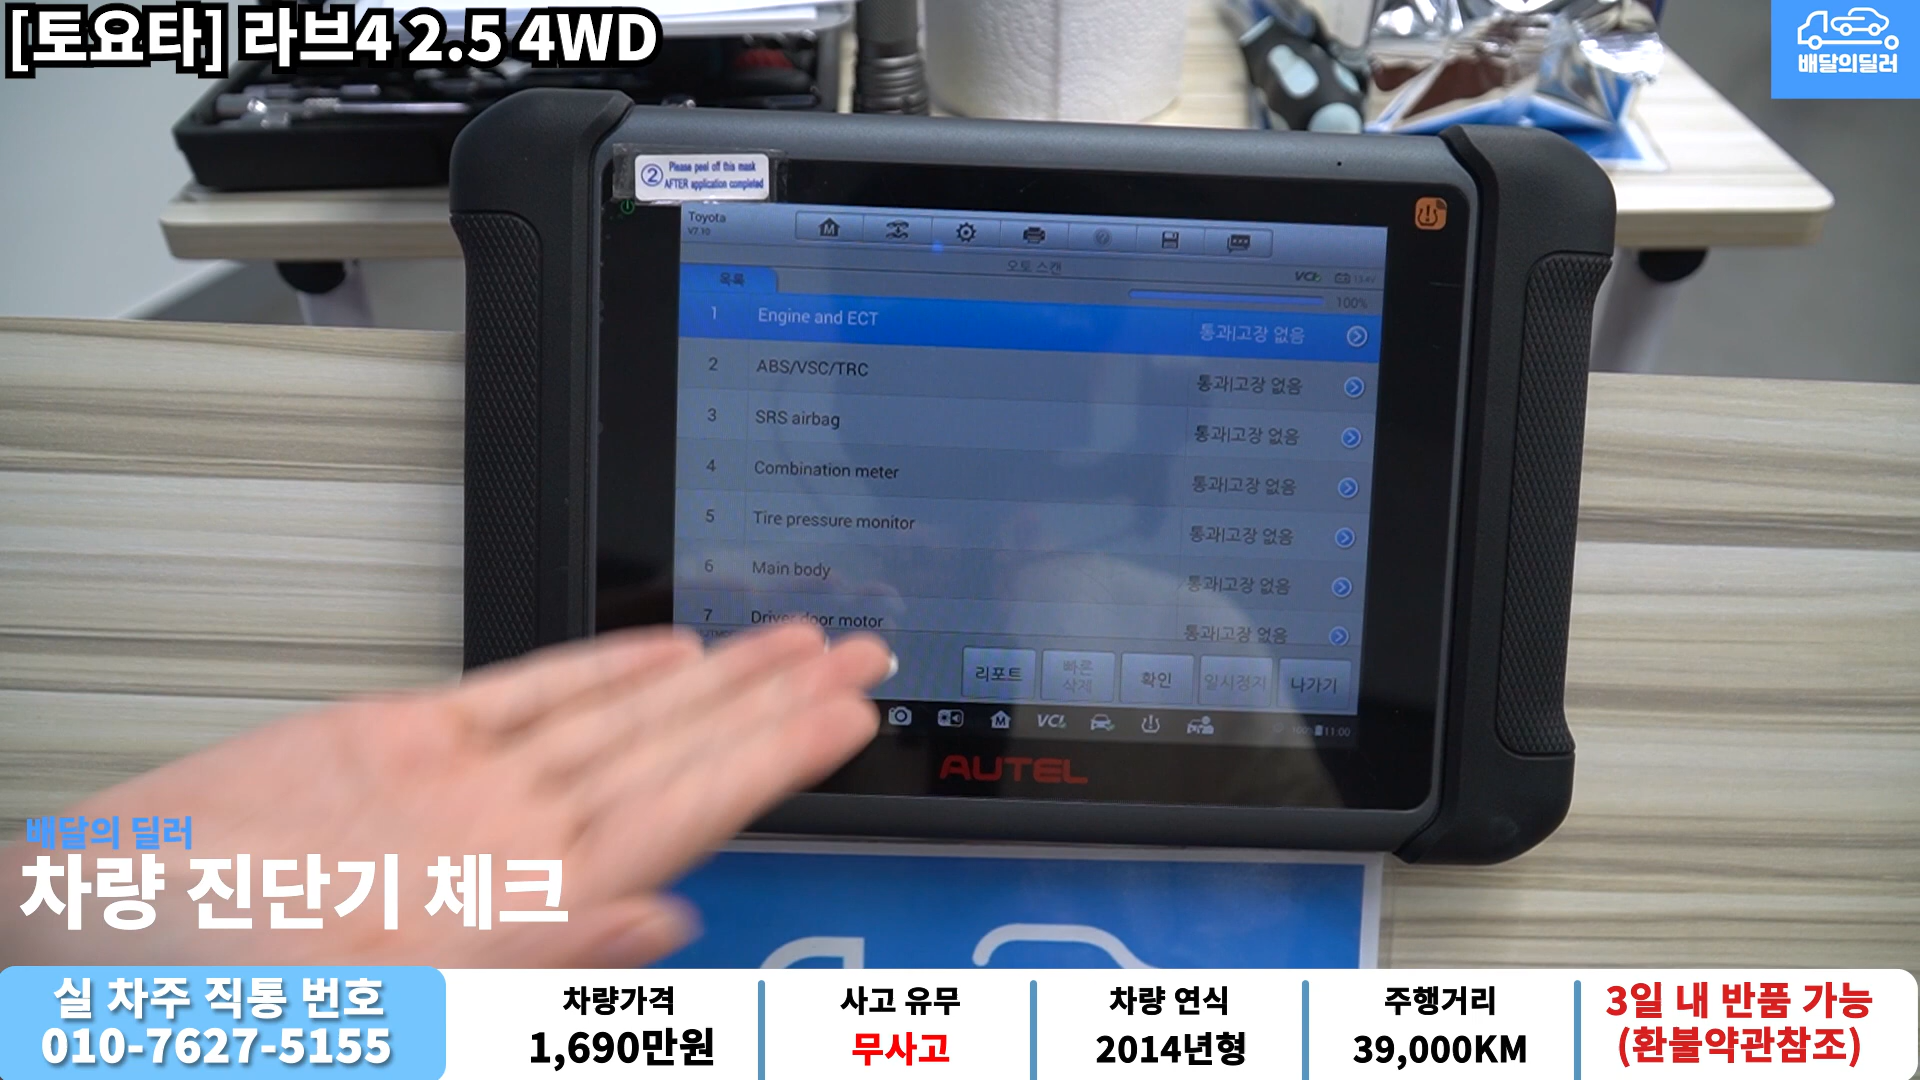 [토요타] 라브4 2.5 4WD
배달의딜러
② Please peel off this mask
AFTER application completed
Toyota
V7.10
오토 스캔
VCI
목록
100%
1 Engine and ECT 통과|고장 없음
2 ABS/VSC/TRC 통과|고장 없음
3 SRS airbag 통과|고장 없음
4 Combination meter 통과|고장 없음
5 Tire pressure monitor 통과|고장 없음
6 Main body 통과|고장 없음
7 Driver door motor 통과|고장 없음
리포트
빠른
삭제
확인
일시정지
나가기
VCI
100% 11:00
AUTEL
배달의 딜러
차량 진단기 체크
실 차주 직통 번호
010-7627-5155
차량가격
1,690만원
사고 유무
무사고
차량 연식
2014년형
주행거리
39,000KM
3일 내 반품 가능
(환불약관참조)